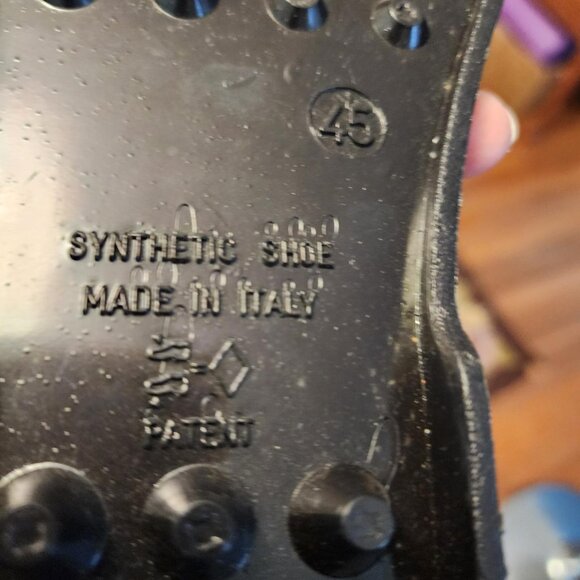 45
SYNTHETIC SHOE
MADE IN ITALY
PATENT